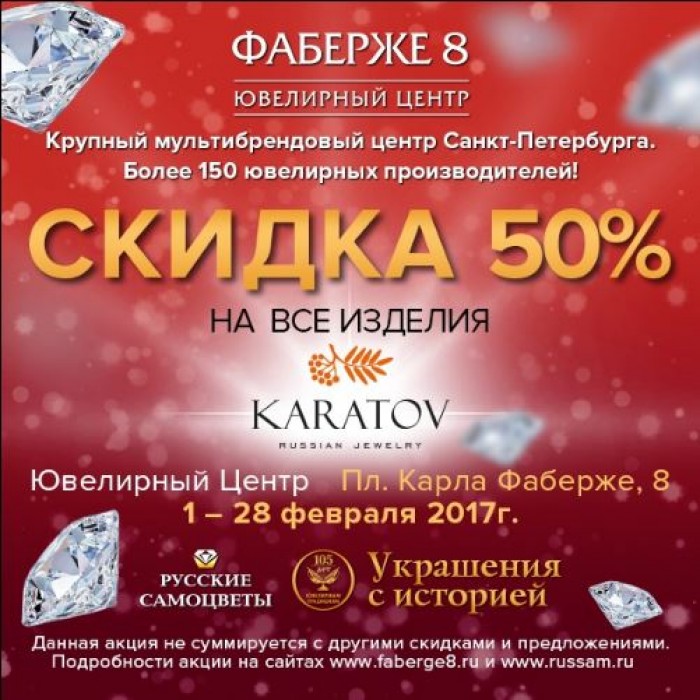 ФАБЕРЖЕ 8
ЮВЕЛИРНЫЙ ЦЕНТР
Крупный мультибрендовый центр Санкт-Петербурга.
Более 150 ювелирных производителей!
СКИДКА 50%
НА ВСЕ ИЗДЕЛИЯ
KARATOV
RUSSIAN JEWELRY
Ювелирный Центр Пл. Карла Фаберже, 8
1 – 28 февраля 2017г.
РУССКИЕ
САМОЦВЕТЫ
105
ЛЕТ
ЮВЕЛИРНЫХ
ТРАДИЦИЙ
Украшения
с историей
Данная акция не суммируется с другими скидками и предложениями.
Подробности акции на сайтах www.faberge8.ru и www.russam.ru